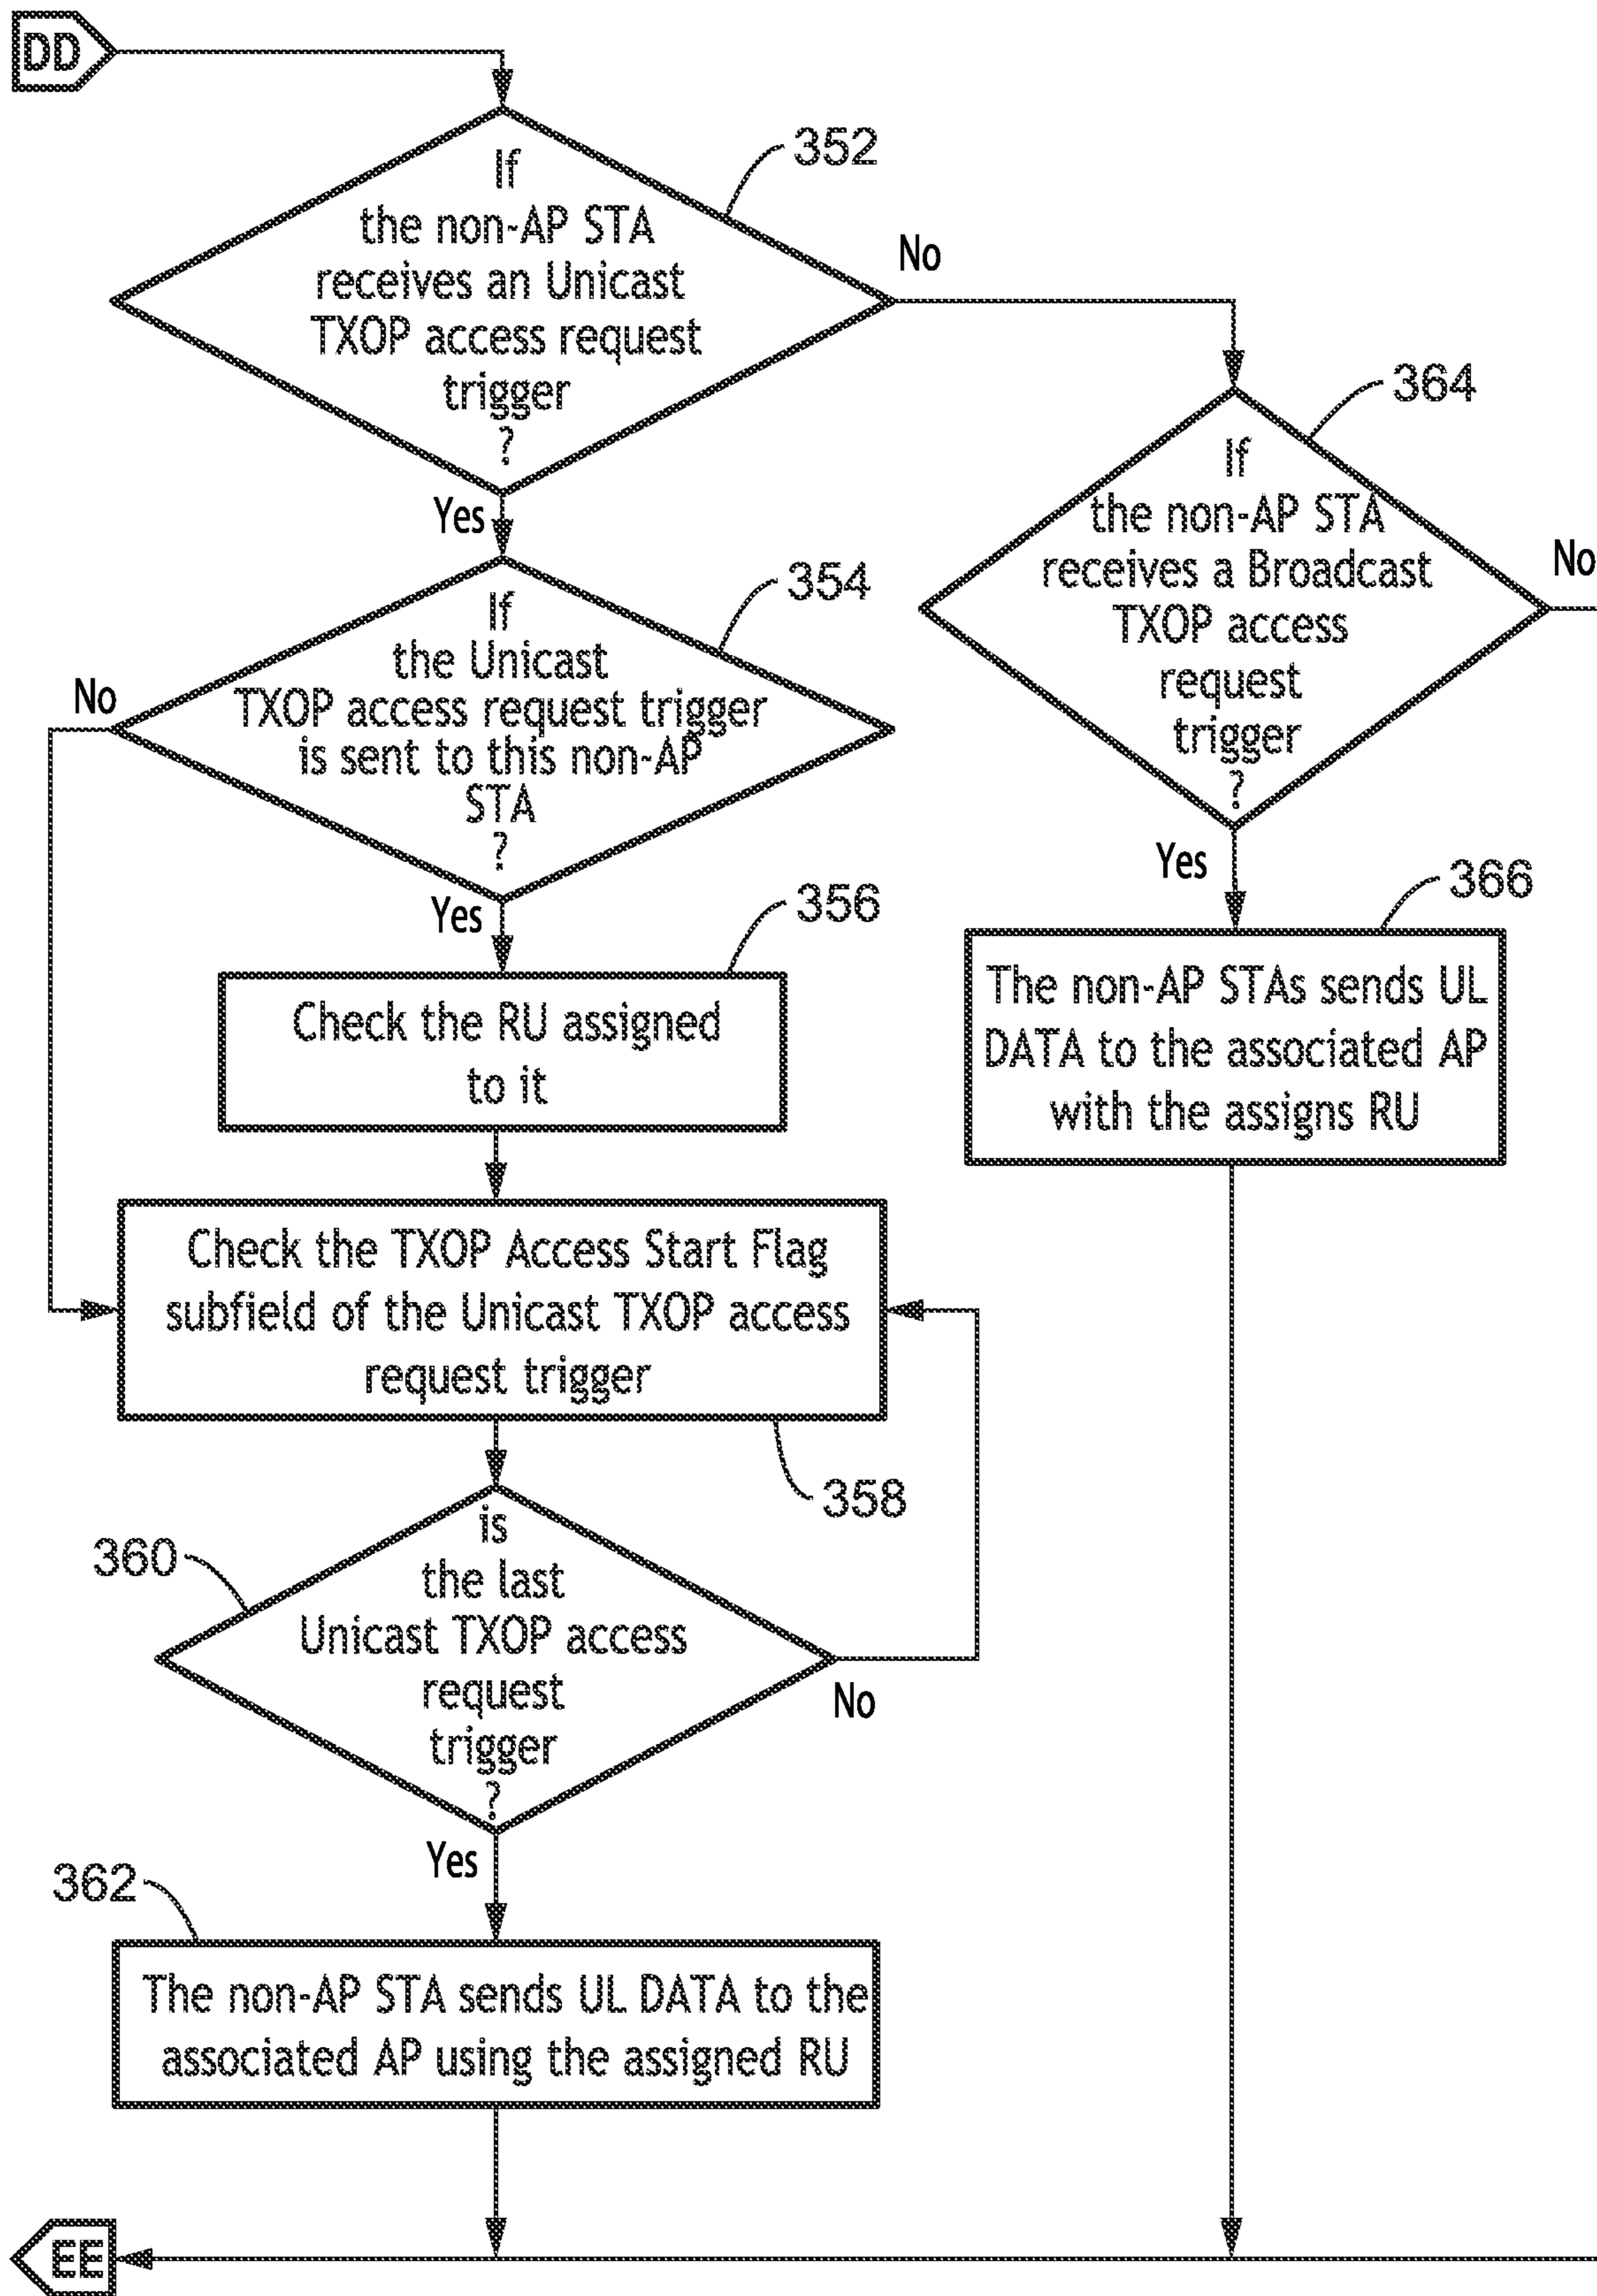 DD
If
the non-AP STA
receives an Unicast
TXOP access request
trigger
?
352
No
Yes
If
the non-AP STA
receives a Broadcast
TXOP access
request
trigger
?
364
No
Yes
If
the Unicast
TXOP access request trigger
is sent to this non-AP
STA
?
354
No
Yes
356
Check the RU assigned
to it
366
The non-AP STAs sends UL
DATA to the associated AP
with the assigns RU
Check the TXOP Access Start Flag
subfield of the Unicast TXOP access
request trigger
358
360
is
the last
Unicast TXOP access
request
trigger
?
No
Yes
362
The non-AP STA sends UL DATA to the
associated AP using the assigned RU
EE